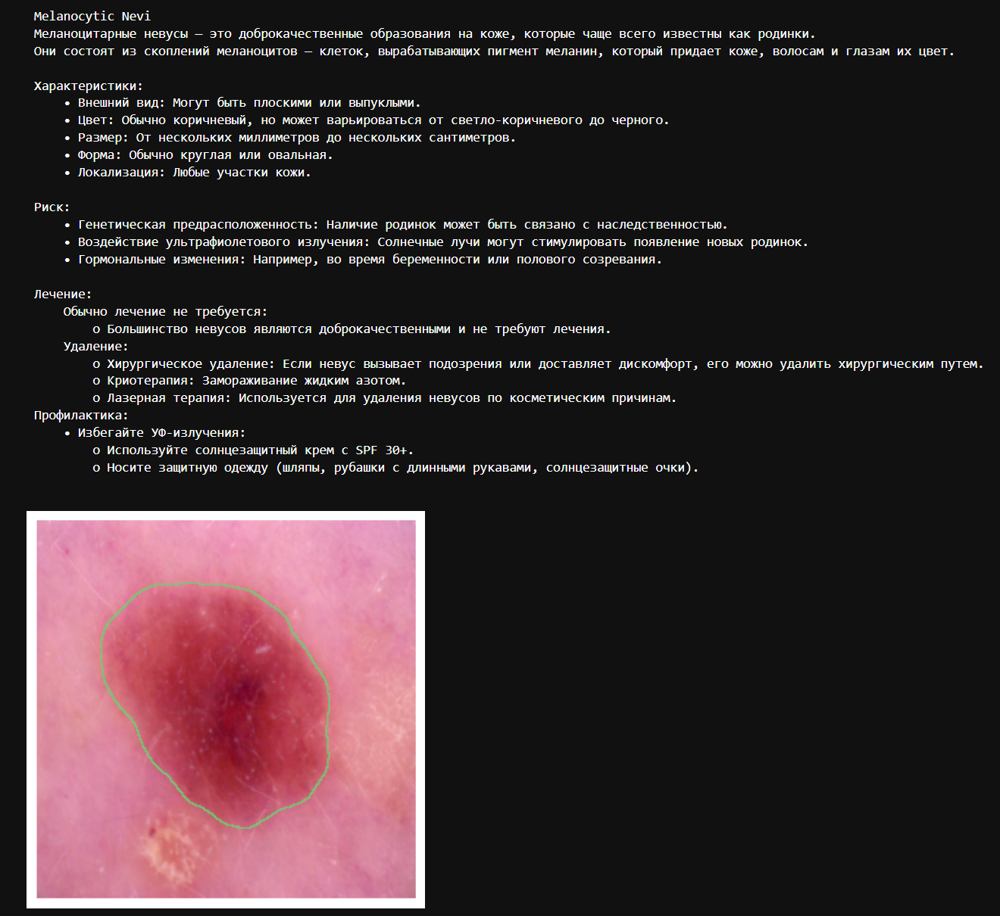 Melanocytic Nevi
Меланоцитарные невусы — это доброкачественные образования на коже, которые чаще всего известны как родинки.
Они состоят из скоплений меланоцитов — клеток, вырабатывающих пигмент меланин, который придает коже, волосам и глазам их цвет.
Характеристики:
• Внешний вид: Могут быть плоскими или выпуклыми.
• Цвет: Обычно коричневый, но может варьироваться от светло-коричневого до черного.
• Размер: От нескольких миллиметров до нескольких сантиметров.
• Форма: Обычно круглая или овальная.
• Локализация: Любые участки кожи.
Риск:
• Генетическая предрасположенность: Наличие родинок может быть связано с наследственностью.
• Воздействие ультрафиолетового излучения: Солнечные лучи могут стимулировать появление новых родинок.
• Гормональные изменения: Например, во время беременности или полового созревания.
Лечение:
Обычно лечение не требуется:
o Большинство невусов являются доброкачественными и не требуют лечения.
Удаление:
o Хирургическое удаление: Если невус вызывает подозрения или доставляет дискомфорт, его можно удалить хирургическим путем.
o Криотерапия: Замораживание жидким азотом.
o Лазерная терапия: Используется для удаления невусов по косметическим причинам.
Профилактика:
• Избегайте УФ-излучения:
o Используйте солнцезащитный крем с SPF 30+.
o Носите защитную одежду (шляпы, рубашки с длинными рукавами, солнцезащитные очки).